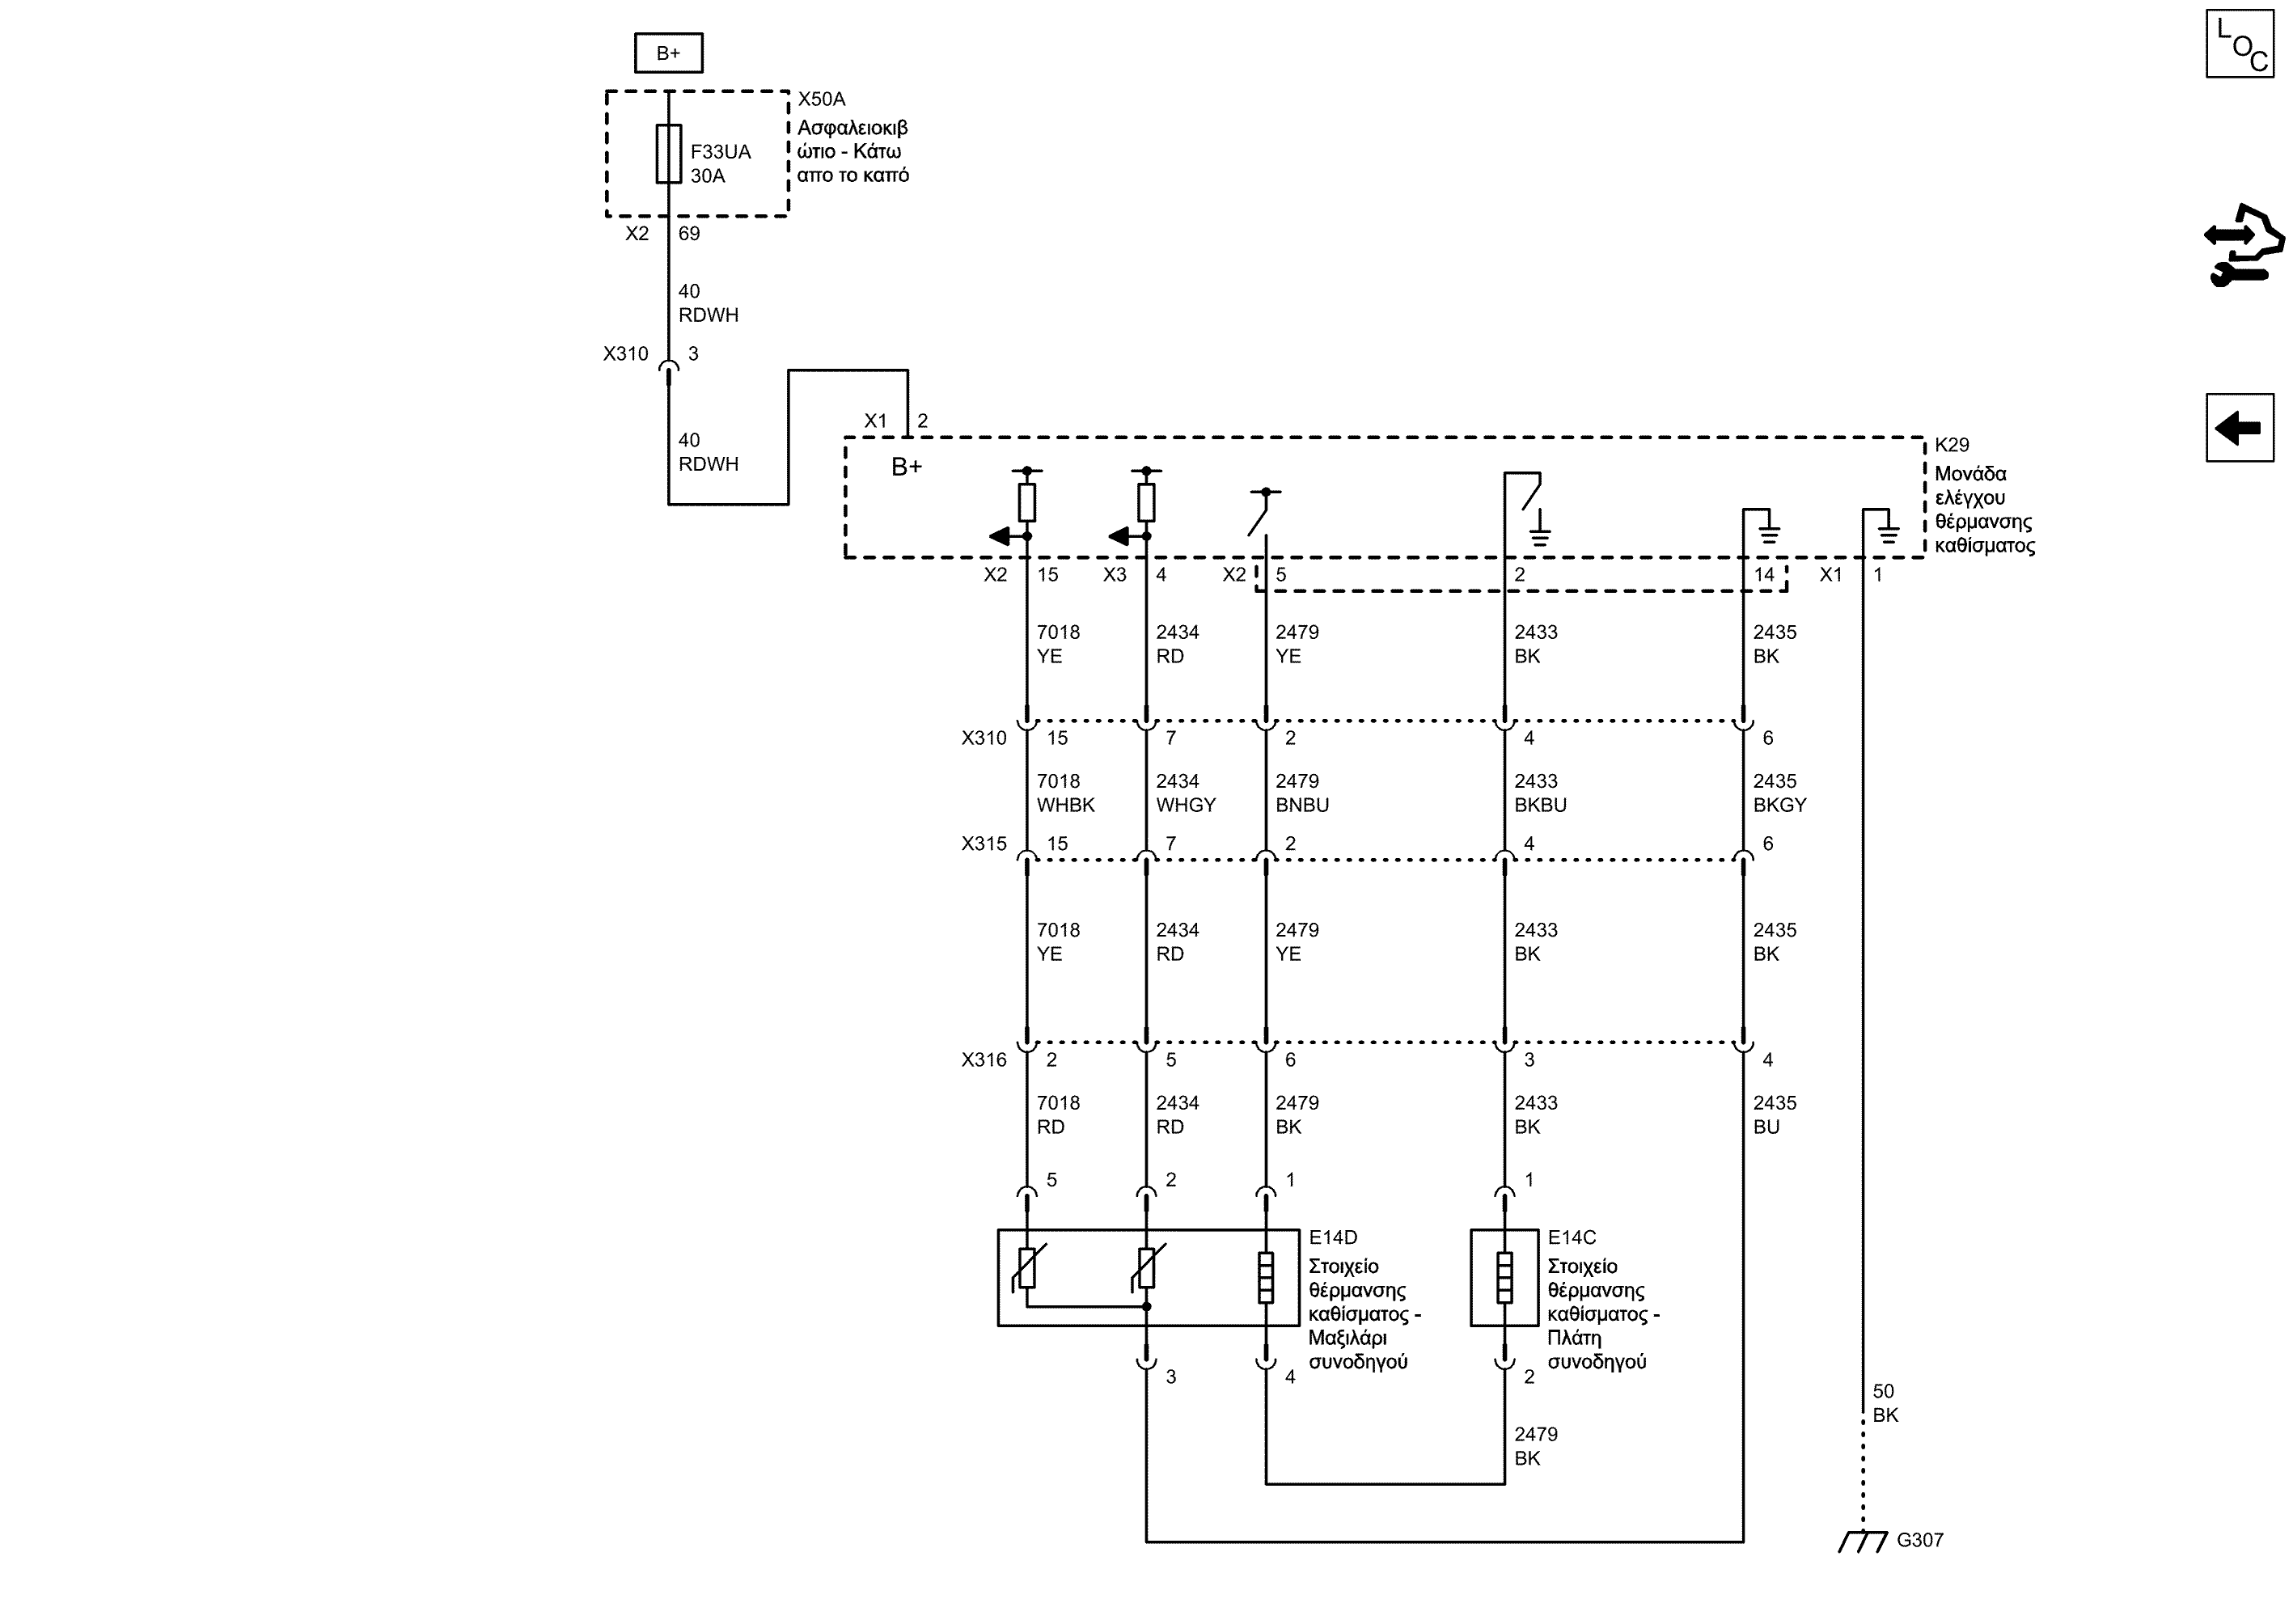 LOC
B+
X50A
Ασφαλειοκιβ
ώτιο - Κάτω
απο το καπό
F33UA
30A
X2 69
40
RDWH
X310 3
40
RDWH
X1 2
B+
K29
Μονάδα
ελέγχου
θέρμανσης
καθίσματος
X2 15 X3 4 X2 5 2 14 X1 1
7018 2434 2479 2433 2435
YE RD YE BK BK
X310 15 7 2 4 6
7018 2434 2479 2433 2435
WHBK WHGY BNBU BKBU BKGY
X315 15 7 2 4 6
7018 2434 2479 2433 2435
YE RD YE BK BK
X316 2 5 6 3 4
7018 2434 2479 2433 2435
RD RD BK BK BU
5 2 1 1
E14D
Στοιχείο
θέρμανσης
καθίσματος -
Μαξιλάρι
συνοδηγού
E14C
Στοιχείο
θέρμανσης
καθίσματος -
Πλάτη
συνοδηγού
3 4 2
50
BK
2479
BK
G307